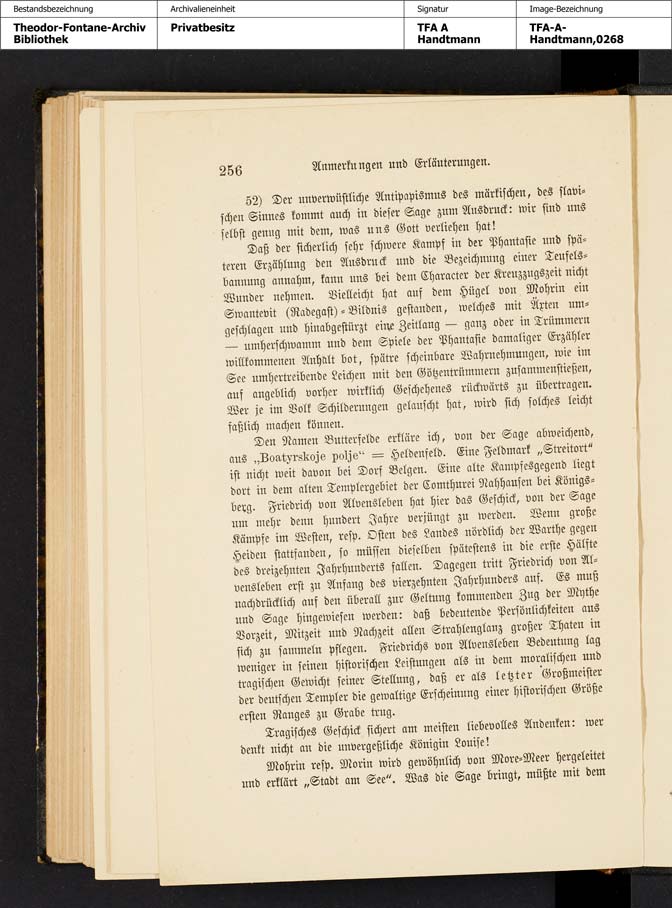 Bestandsbezeichnung Archivalieneinheit Signatur Image-Bezeichnung
Theodor-Fontane-Archiv Privatbesitz TFA A TFA-A-
Bibliothek Handtmann Handtmann,0268
256 Anmerkungen und Erläuterungen.
52) Der unverwüstliche Antipapismus des märkischen, des slavi-
schen Sinnes kommt auch in dieser Sage zum Ausdruck: wir sind uns
selbst genug mit dem, was uns Gott verliehen hat!
Daß der sicherlich sehr schwere Kampf in der Phantasie und spä-
teren Erzählung den Ausdruck und die Bezeichnung einer Teufels-
bannung annahm, kann uns bei dem Character der Kreuzzugszeit nicht
Wunder nehmen. Vielleicht hat auf dem Hügel von Mohrin ein
Swantevit (Radegast)-Bildnis gestanden, welches mit Äxten um-
geschlagen und hinabgestürzt eine Zeitlang — ganz oder in Trümmern
— umherschwamm und dem Spiele der Phantasie damaliger Erzähler
willkommenen Anhalt bot, spätre scheinbare Wahrnehmungen, wie im
See umhertreibende Leichen mit den Götzentrümmern zusammenstießen,
auf angeblich vorher wirklich Geschehenes rückwärts zu übertragen.
Wer je im Volk Schilderungen gelauscht hat, wird sich solches leicht
faßlich machen können.
Den Namen Butterfelde erkläre ich, von der Sage abweichend,
aus „Boatyrskoje polje“ = Heldenfeld. Eine Feldmark „Streitort“
ist nicht weit davon bei Dorf Belgen. Eine alte Kampfesgegend liegt
dort in dem alten Templergebiet der Comthurei Nahhausen bei Königs-
berg. Friedrich von Alvensleben hat hier das Geschick, von der Sage
um mehr denn hundert Jahre verjüngt zu werden. Wenn große
Kämpfe im Westen, resp. Osten des Landes nördlich der Warthe gegen
Heiden stattfanden, so müssen dieselben spätestens in die erste Hälfte
des dreizehnten Jahrhunderts fallen. Dagegen tritt Friedrich von Al-
vensleben erst zu Anfang des vierzehnten Jahrhunderts auf. Es muß
nachdrücklich auf den überall zur Geltung kommenden Zug der Mythe
und Sage hingewiesen werden: daß bedeutende Persönlichkeiten aus
Vorzeit, Mitzeit und Nachzeit allen Strahlenglanz großer Thaten in
sich zu sammeln pflegen. Friedrichs von Alvensleben Bedeutung lag
weniger in seinen historischen Leistungen als in dem moralischen und
tragischen Gewicht seiner Stellung, daß er als letzter Großmeister
der deutschen Templer die gewaltige Erscheinung einer historischen Größe
ersten Ranges zu Grabe trug.
Tragisches Geschick sichert am meisten liebevolles Andenken: wer
denkt nicht an die unvergeßliche Königin Louise!
Mohrin resp. Morin wird gewöhnlich von More-Meer hergeleitet
und erklärt „Stadt am See“. Was die Sage bringt, müßte mit dem